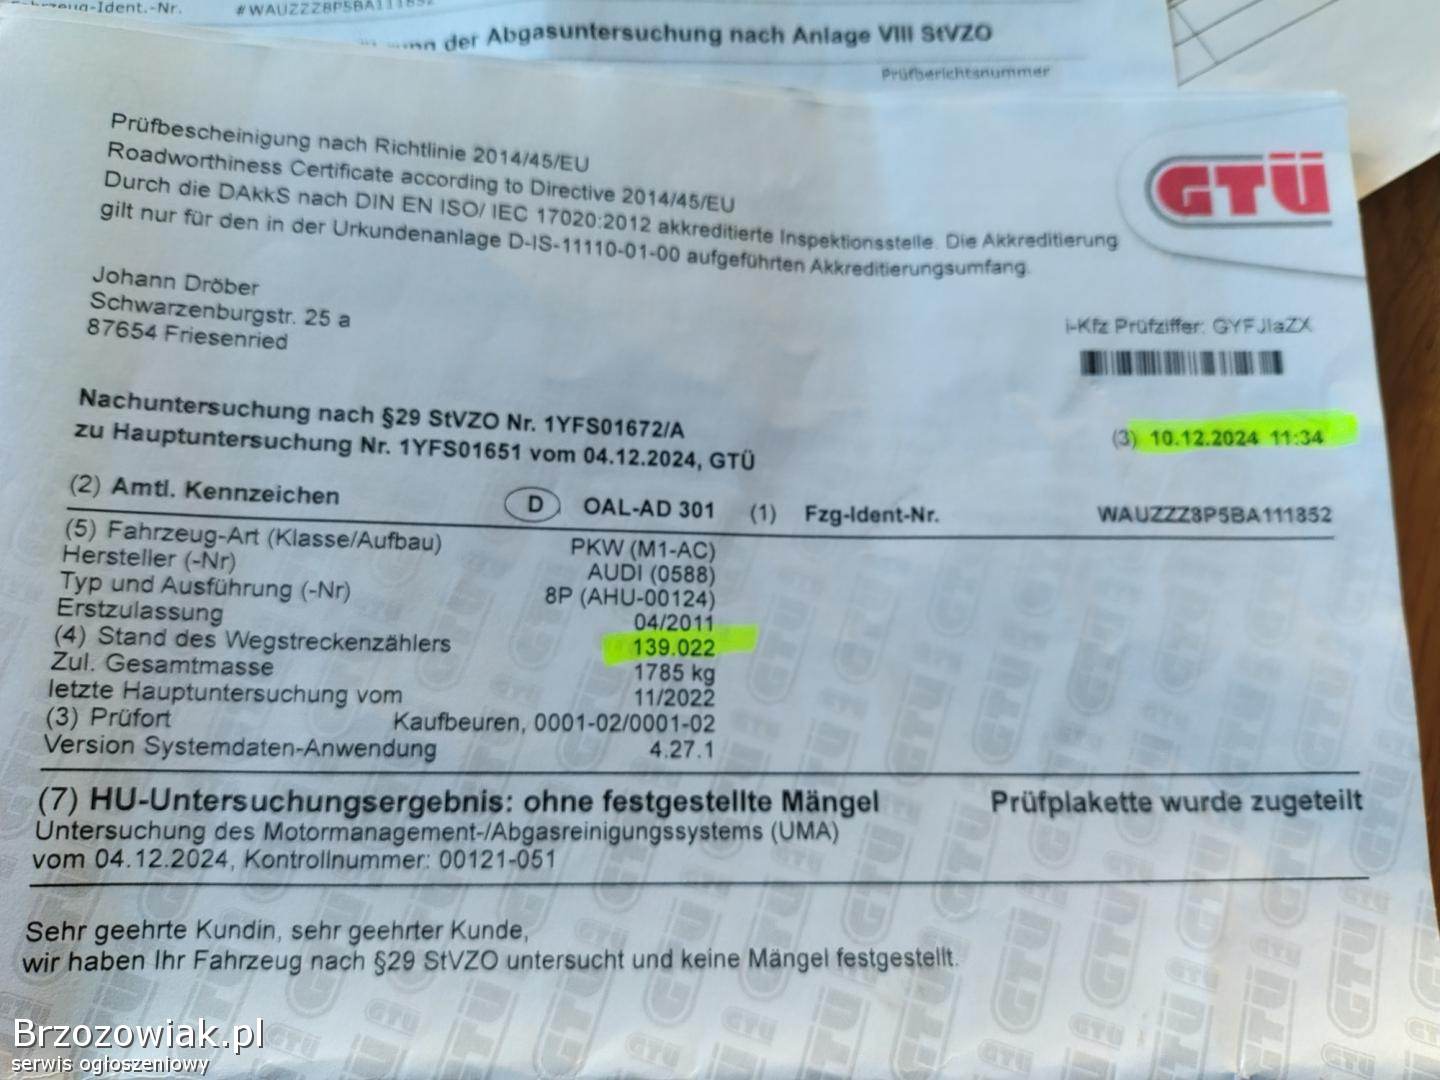 Fahrzeug-Ident.-Nr. #WAUZZZ8P5BA111852
der Abgasuntersuchung nach Anlage VIII StVZO
Prüfberichtsnummer
Prüfbescheinigung nach Richtlinie 2014/45/EU
Roadworthiness Certificate according to Directive 2014/45/EU
Durch die DAkkS nach DIN EN ISO/ IEC 17020:2012 akkreditierte Inspektionsstelle. Die Akkreditierung
gilt nur für den in der Urkundenanlage D-IS-11110-01-00 aufgeführten Akkreditierungsumfang.
GTÜ
Johann Dröber
Schwarzenburgstr. 25 a
87654 Friesenried
i-Kfz Prüfziffer: GYFJIaZX
Nachuntersuchung nach §29 StVZO Nr. 1YFS01672/A
zu Hauptuntersuchung Nr. 1YFS01651 vom 04.12.2024, GTÜ
(3) 10.12.2024 11:34
(2) Amtl. Kennzeichen D OAL-AD 301 (1) Fzg-Ident-Nr. WAUZZZ8P5BA111852
(5) Fahrzeug-Art (Klasse/Aufbau) PKW (M1-AC)
Hersteller (-Nr) AUDI (0588)
Typ und Ausführung (-Nr) 8P (AHU-00124)
Erstzulassung 04/2011
(4) Stand des Wegstreckenzählers 139.022
Zul. Gesamtmasse 1785 kg
letzte Hauptuntersuchung vom 11/2022
(3) Prüfort Kaufbeuren, 0001-02/0001-02
Version Systemdaten-Anwendung 4.27.1
(7) HU-Untersuchungsergebnis: ohne festgestellte Mängel Prüfplakette wurde zugeteilt
Untersuchung des Motormanagement-/Abgasreinigungssystems (UMA)
vom 04.12.2024, Kontrollnummer: 00121-051
Sehr geehrte Kundin, sehr geehrter Kunde,
wir haben Ihr Fahrzeug nach §29 StVZO untersucht und keine Mängel festgestellt.
Brzozowiak.pl
serwis ogłoszeniowy